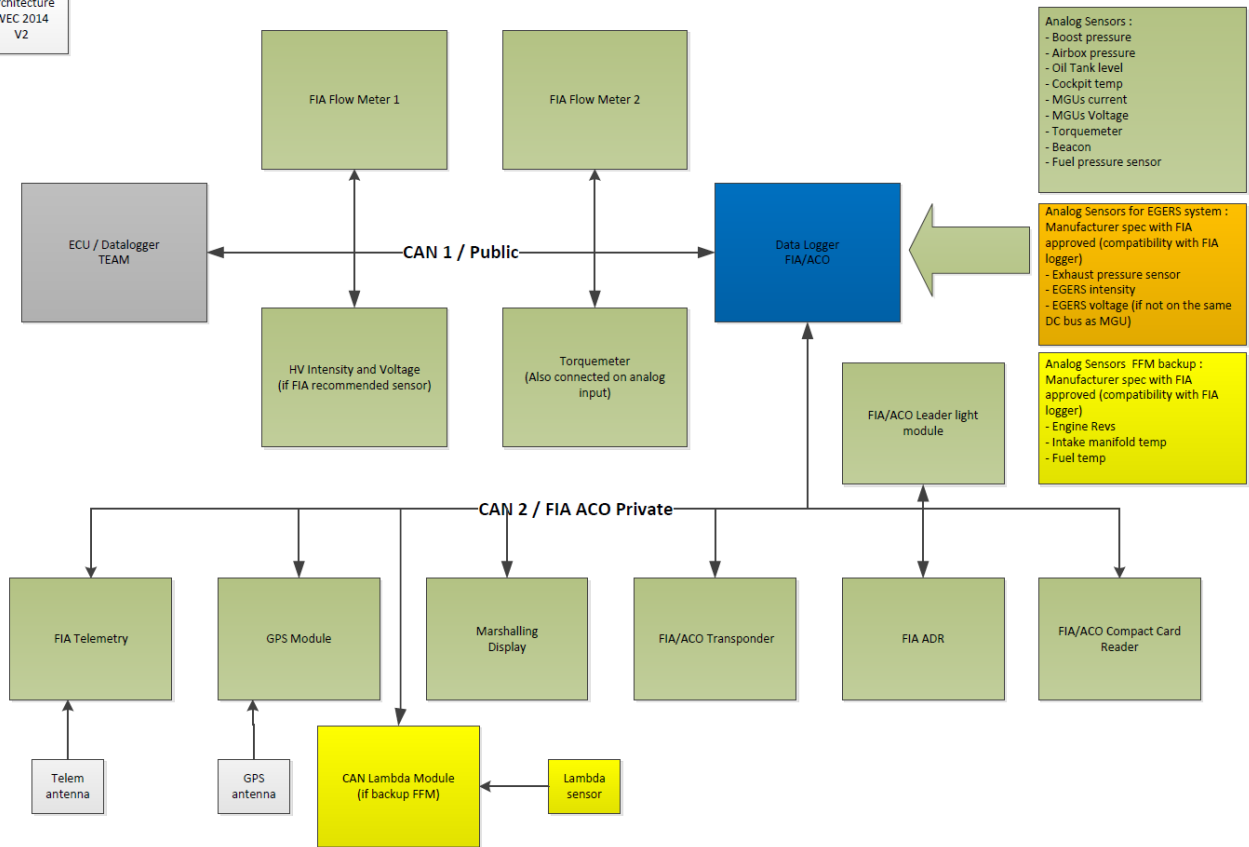 WEC 2014
V2
FIA Flow Meter 1
FIA Flow Meter 2
Analog Sensors :
- Boost pressure
- Airbox pressure
- Oil Tank level
- Cockpit temp
- MGUs current
- MGUs Voltage
- Torquemeter
- Beacon
- Fuel pressure sensor
ECU / Datalogger
TEAM
CAN 1 / Public
Data Logger
FIA/ACO
Analog Sensors for EGERS system :
Manufacturer spec with FIA
approved (compatibility with FIA
logger)
- Exhaust pressure sensor
- EGERS intensity
- EGERS voltage (if not on the same
DC bus as MGU)
HV Intensity and Voltage
(if FIA recommended sensor)
Torquemeter
(Also connected on analog
input)
FIA/ACO Leader light
module
Analog Sensors FFM backup :
Manufacturer spec with FIA
approved (compatibility with FIA
logger)
- Engine Revs
- Intake manifold temp
- Fuel temp
CAN 2 / FIA ACO Private
FIA Telemetry
GPS Module
Marshalling
Display
FIA/ACO Transponder
FIA ADR
FIA/ACO Compact Card
Reader
Telem
antenna
GPS
antenna
CAN Lambda Module
(if backup FFM)
Lambda
sensor